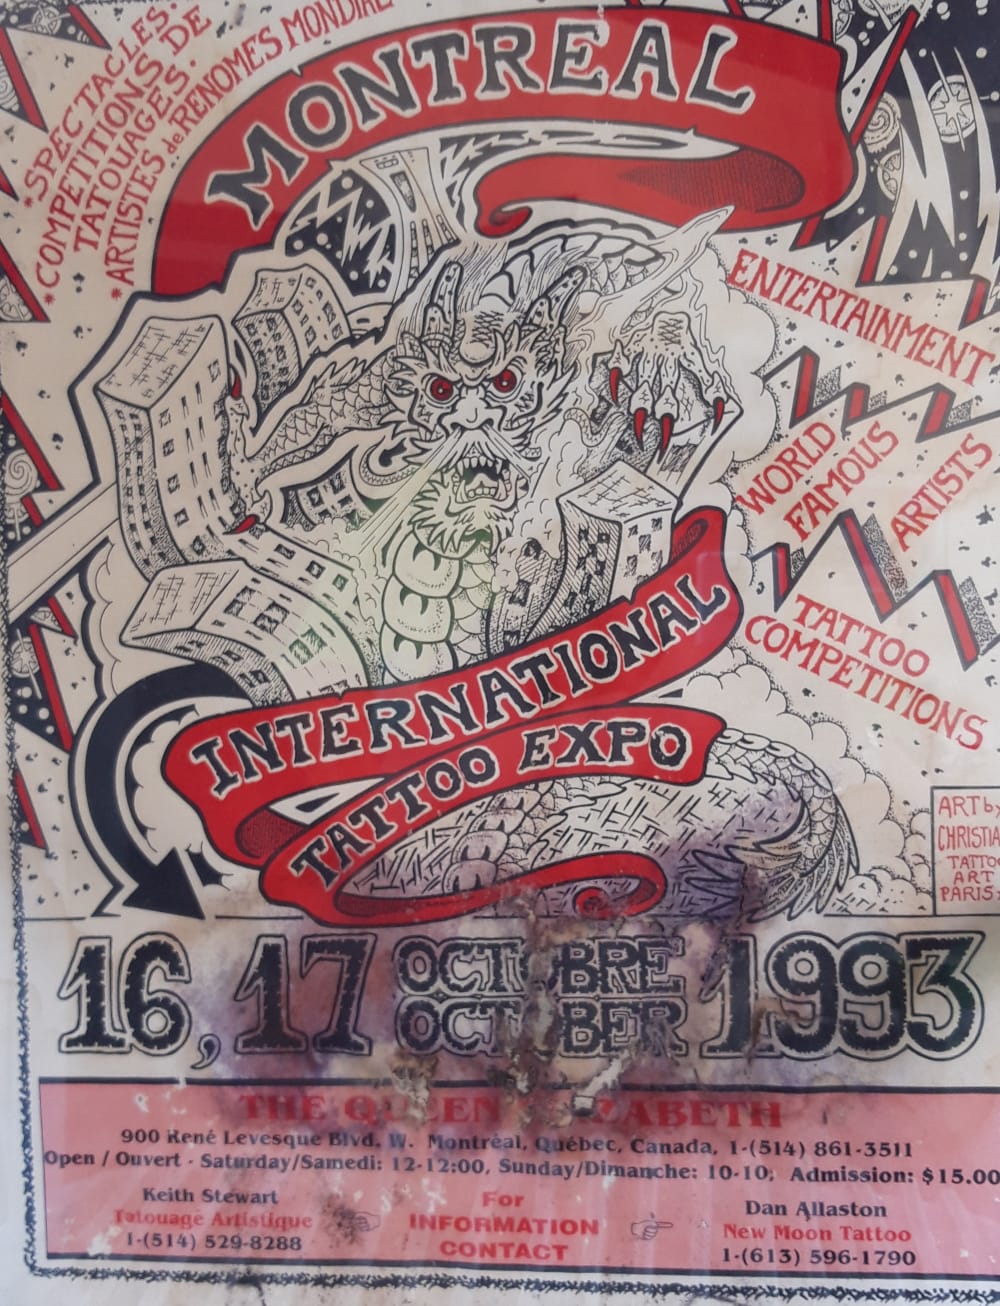 *SPECTACLES.
*COMPETITIONS DE
TATOUAGES.
*ARTISTES de RENOMES MONDIAL
MONTREAL
ENTERTAINMENT
WORLD
FAMOUS
ARTISTS
TATTOO
COMPETITIONS
INTERNATIONAL
TATTOO EXPO
ART by
CHRISTIA
TATTOO
ART
PARIS
16, 17 OCTOBRE 1993
OCTOBER
THE QUEEN ELIZABETH
900 René Levesque Blvd. W. Montréal, Québec, Canada, 1-(514) 861-3511
Open / Ouvert - Saturday/Samedi: 12-12:00, Sunday/Dimanche: 10-10; Admission: $15.00
Keith Stewart
Tatouage Artistique
1-(514) 529-8288
For
INFORMATION
CONTACT
Dan Allaston
New Moon Tattoo
1-(613) 596-1790